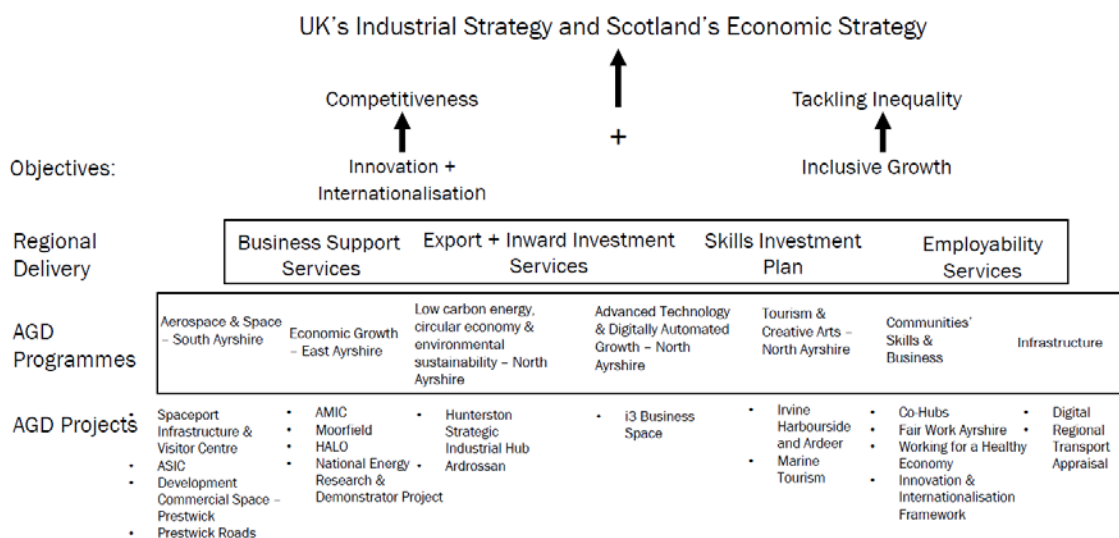 UK's Industrial Strategy and Scotland's Economic Strategy
Competitiveness
Tackling Inequality
+
Objectives:
Innovation +
Internationalisation
Inclusive Growth
Regional
Delivery
Business Support
Services
Export + Inward Investment
Services
Skills Investment
Plan
Employability
Services
AGD
Programmes
Aerospace & Space
– South Ayrshire
Economic Growth
– East Ayrshire
Low carbon energy,
circular economy &
environmental
sustainability – North
Ayrshire
Advanced Technology
& Digitally Automated
Growth – North
Ayrshire
Tourism &
Creative Arts –
North Ayrshire
Communities'
Skills &
Business
Infrastructure
AGD Projects
• Spaceport
Infrastructure &
Visitor Centre
• ASIC
• Development
Commercial Space –
Prestwick
• Prestwick Roads
• AMIC
• Moorfield
• HALO
• National Energy
Research &
Demonstrator Project
• Hunterston
Strategic
Industrial Hub
• Ardrossan
• i3 Business
Space
• Irvine
Harbourside
and Ardeer
• Marine
Tourism
• Co-Hubs
• Fair Work Ayrshire
• Working for a Healthy
Economy
• Innovation &
Internationalisation
Framework
• Digital
• Regional
Transport
Appraisal